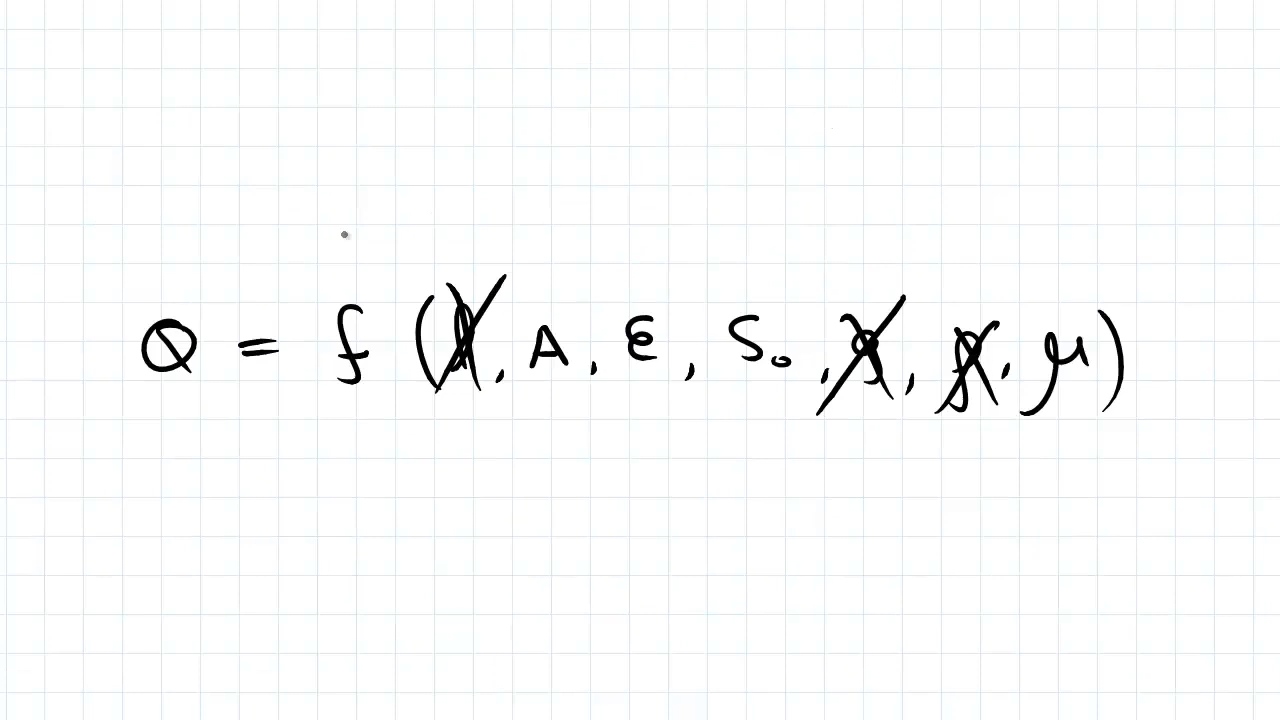 Q = f (R, A, ε, S₀, g, ρ, μ)